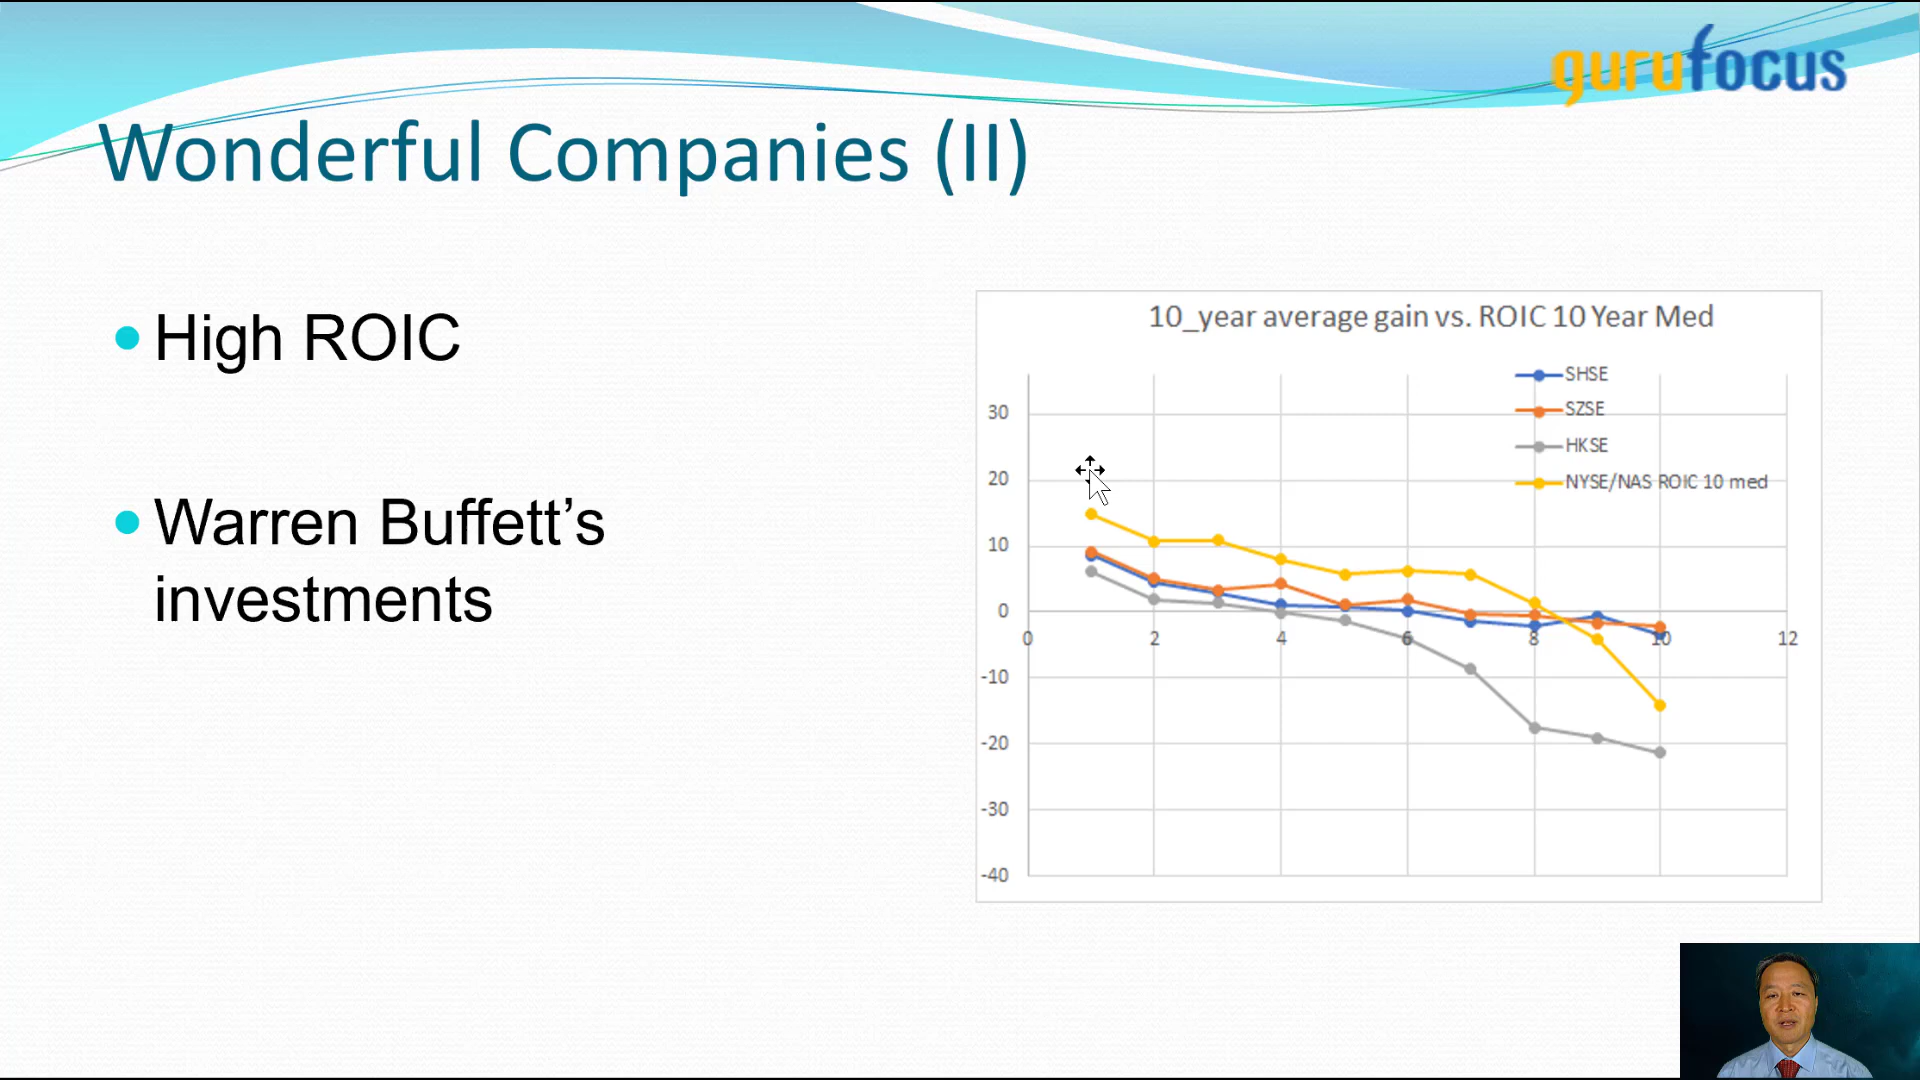 gurufocus
Wonderful Companies (II)
• High ROIC
• Warren Buffett’s
investments
10_year average gain vs. ROIC 10 Year Med
SHSE
SZSE
HKSE
NYSE/NAS ROIC 10 med
30
20
10
0
-10
-20
-30
-40
0 2 4 6 8 10 12